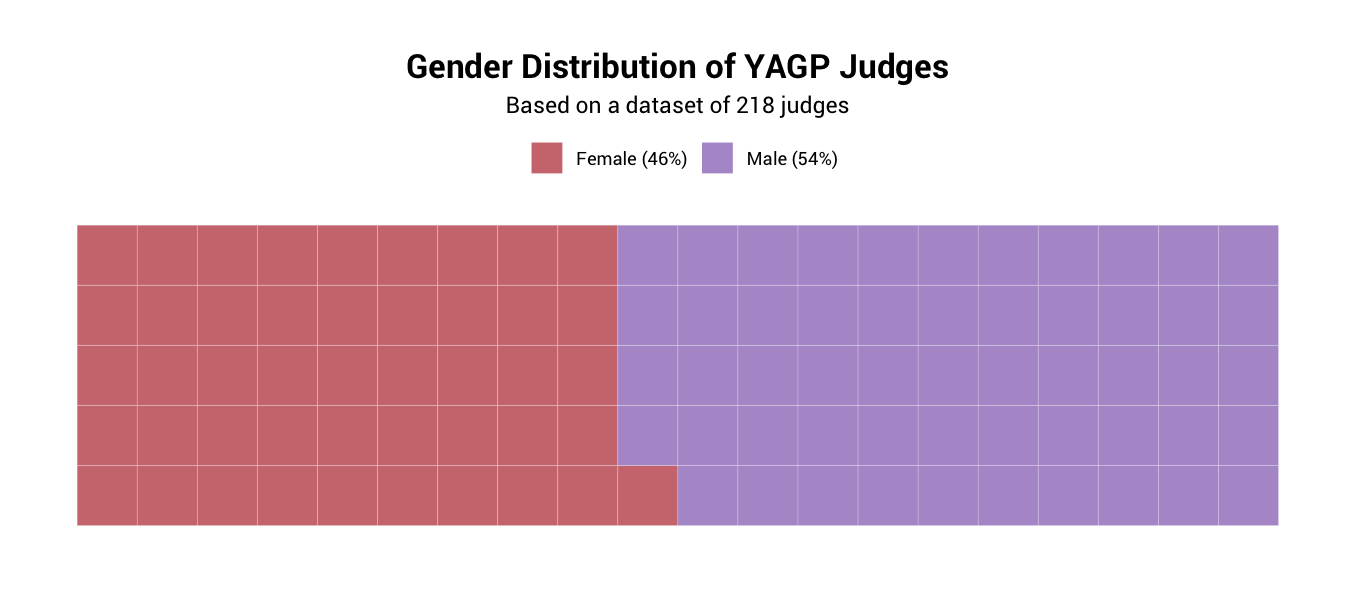 Gender Distribution of YAGP Judges
Based on a dataset of 218 judges
Female (46%) Male (54%)